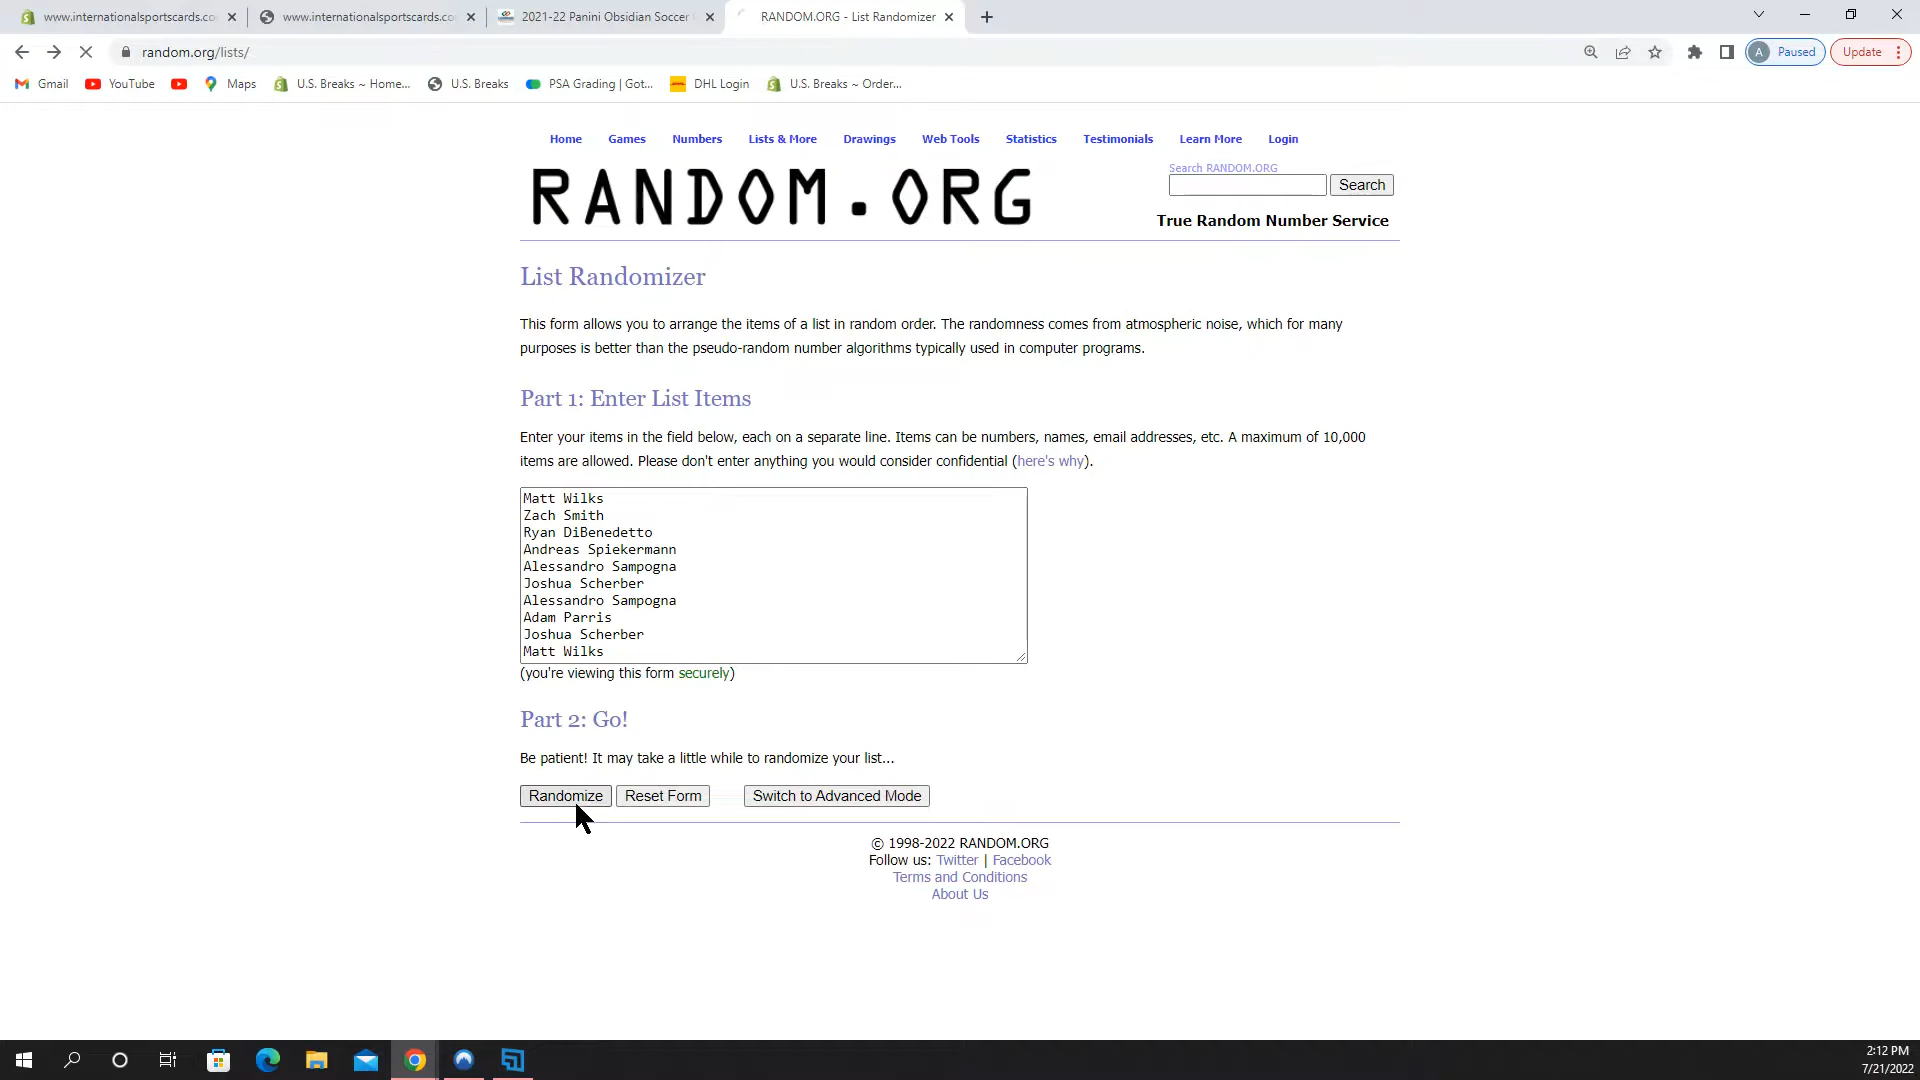 www.internationalsportscards.co
www.internationalsportscards.co
2021-22 Panini Obsidian Soccer
RANDOM.ORG - List Randomizer
random.org/lists/
A Paused
Update
Gmail
YouTube
Maps
U.S. Breaks ~ Home...
U.S. Breaks
PSA Grading | Got...
DHL Login
U.S. Breaks ~ Order...
Home
Games
Numbers
Lists & More
Drawings
Web Tools
Statistics
Testimonials
Learn More
Login
RANDOM.ORG
Search RANDOM.ORG
Search
True Random Number Service
List Randomizer
This form allows you to arrange the items of a list in random order. The randomness comes from atmospheric noise, which for many
purposes is better than the pseudo-random number algorithms typically used in computer programs.
Part 1: Enter List Items
Enter your items in the field below, each on a separate line. Items can be numbers, names, email addresses, etc. A maximum of 10,000
items are allowed. Please don't enter anything you would consider confidential (here's why).
Matt Wilks
Zach Smith
Ryan DiBenedetto
Andreas Spiekermann
Alessandro Sampogna
Joshua Scherber
Alessandro Sampogna
Adam Parris
Joshua Scherber
Matt Wilks
(you're viewing this form securely)
Part 2: Go!
Be patient! It may take a little while to randomize your list...
Randomize
Reset Form
Switch to Advanced Mode
© 1998-2022 RANDOM.ORG
Follow us: Twitter | Facebook
Terms and Conditions
About Us
2:12 PM
7/21/2022